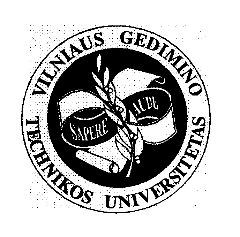 VILNIAUS GEDIMINO
SAPERE AUDE
TECHNIKOS UNIVERSITETAS